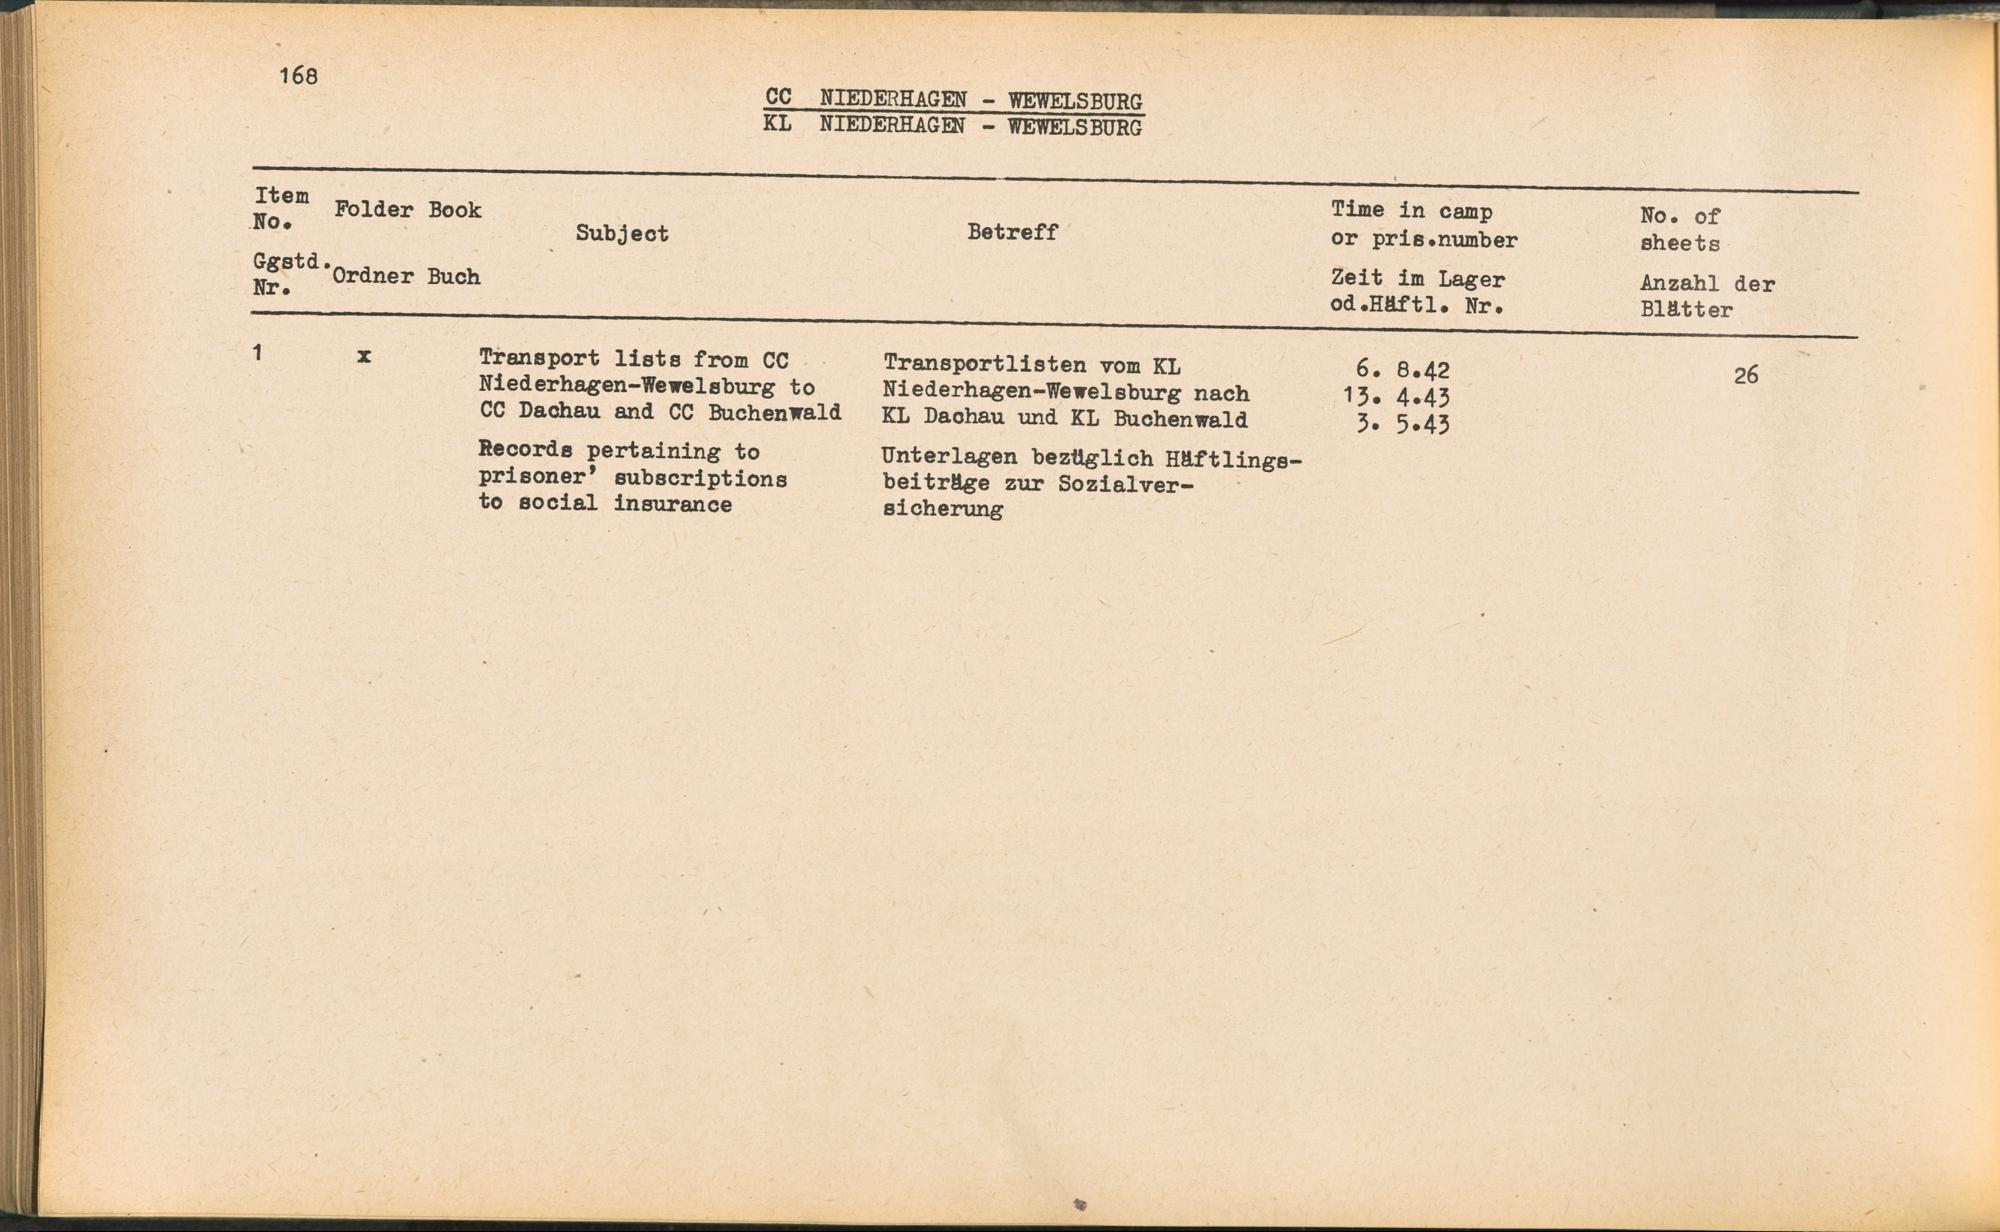 168
CC NIEDERHAGEN - WEWELSBURG
KL NIEDERHAGEN - WEWELSBURG
Item No. Folder Book Subject Betreff Time in camp or pris.number No. of sheets
Ggstd. Nr. Ordner Buch Zeit im Lager od.Häftl. Nr. Anzahl der Blätter
1 x Transport lists from CC Transportlisten vom KL 6. 8.42 26
Niederhagen-Wewelsburg to Niederhagen-Wewelsburg nach 13. 4.43
CC Dachau and CC Buchenwald KL Dachau und KL Buchenwald 3. 5.43
Records pertaining to Unterlagen bezüglich Häftlings-
prisoner' subscriptions beiträge zur Sozialver-
to social insurance sicherung